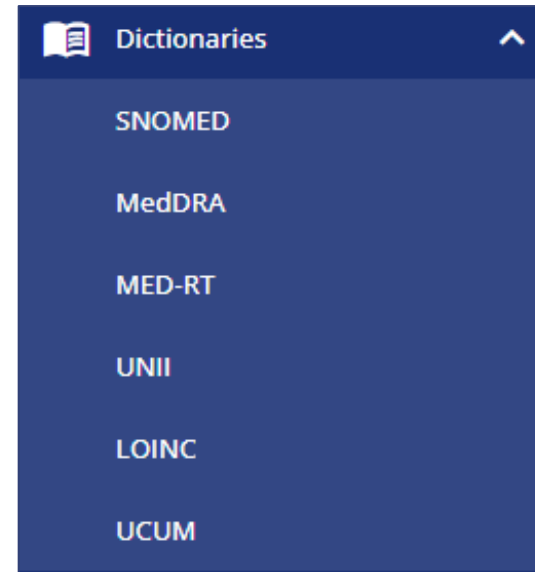 Dictionaries
SNOMED
MedDRA
MED-RT
UNII
LOINC
UCUM